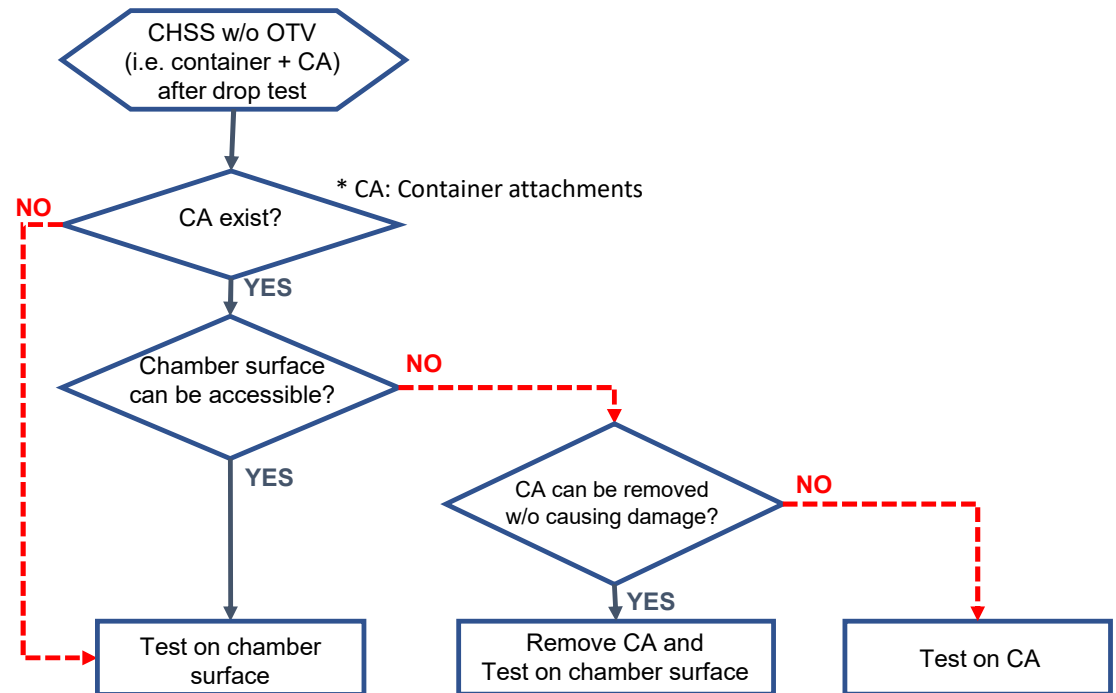 CHSS w/o OTV
(i.e. container + CA)
after drop test
* CA: Container attachments
NO
CA exist?
YES
Chamber surface
can be accessible?
NO
YES
CA can be removed
w/o causing damage?
NO
YES
Test on chamber
surface
Remove CA and
Test on chamber surface
Test on CA